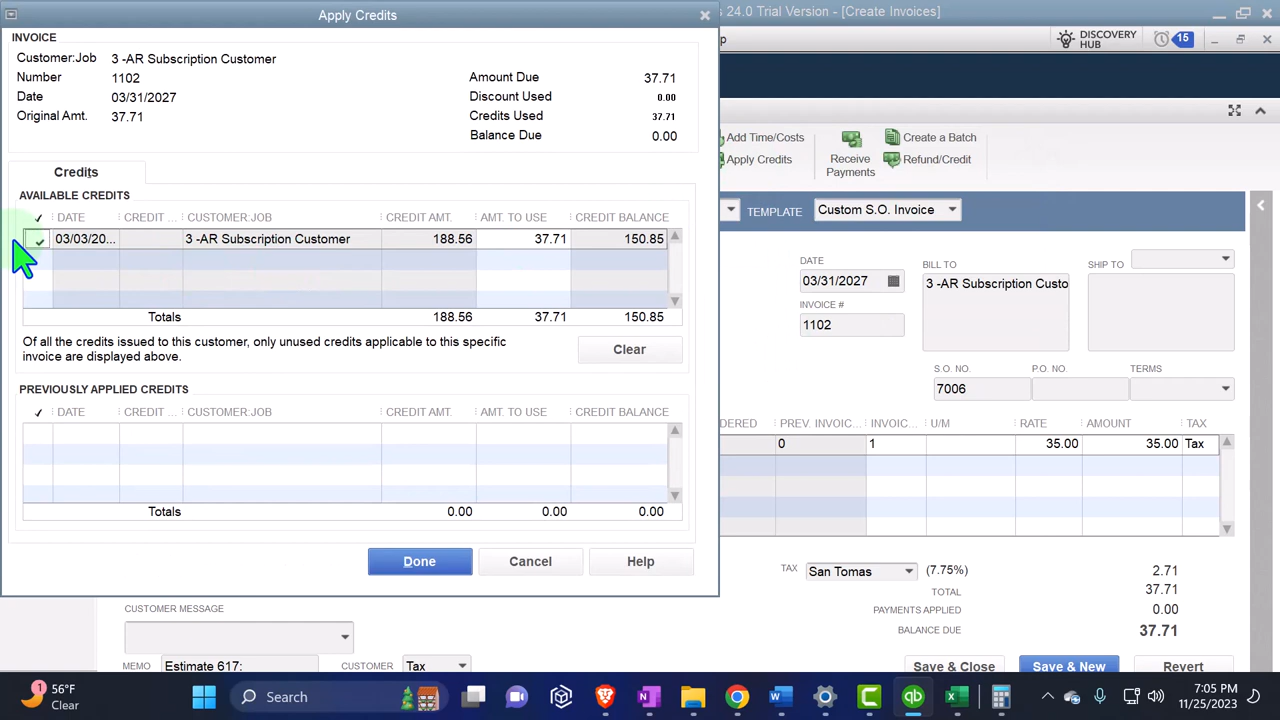 Apply Credits
s 24.0 Trial Version - [Create Invoices]
INVOICE
Customer:Job 3 -AR Subscription Customer
Number 1102 Amount Due 37.71
Date 03/31/2027 Discount Used 0.00
Original Amt. 37.71 Credits Used 37.71
Balance Due 0.00
p
DISCOVERY
HUB
15
Add Time/Costs
Apply Credits
Receive
Payments
Create a Batch
Refund/Credit
Credits
AVAILABLE CREDITS
✓ DATE CREDIT ... CUSTOMER:JOB CREDIT AMT. AMT. TO USE CREDIT BALANCE
✓ 03/03/20... 3 -AR Subscription Customer 188.56 37.71 150.85
Totals 188.56 37.71 150.85
Of all the credits issued to this customer, only unused credits applicable to this specific
invoice are displayed above.
Clear
PREVIOUSLY APPLIED CREDITS
✓ DATE CREDIT ... CUSTOMER:JOB CREDIT AMT. AMT. TO USE CREDIT BALANCE
Totals 0.00 0.00 0.00
Done Cancel Help
TEMPLATE Custom S.O. Invoice
DATE
03/31/2027
INVOICE #
1102
BILL TO
3 -AR Subscription Custo
SHIP TO
S.O. NO. P.O. NO. TERMS
7006
DERED PREV. INVOIC... INVOIC... U/M RATE AMOUNT TAX
0 1 35.00 35.00 Tax
TAX San Tomas (7.75%) 2.71
TOTAL 37.71
PAYMENTS APPLIED 0.00
BALANCE DUE 37.71
CUSTOMER MESSAGE
MEMO Estimate 617: CUSTOMER Tax
Save & Close Save & New Revert
1
56°F
Clear
Search
7:05 PM
11/25/2023